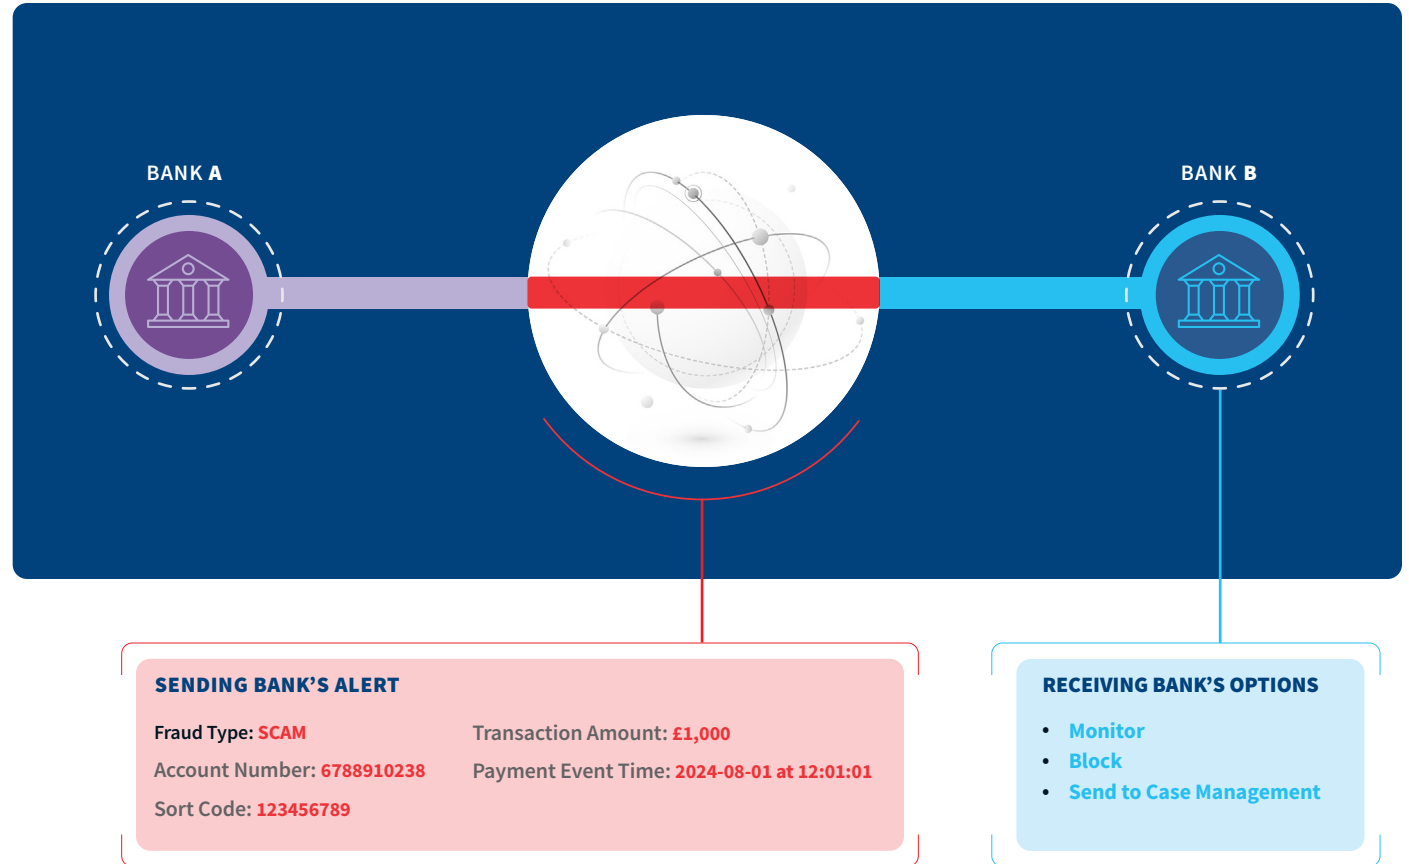 BANK A
BANK B
SENDING BANK’S ALERT
Fraud Type: SCAM
Account Number: 6788910238
Sort Code: 123456789
Transaction Amount: £1,000
Payment Event Time: 2024-08-01 at 12:01:01
RECEIVING BANK’S OPTIONS
• Monitor
• Block
• Send to Case Management